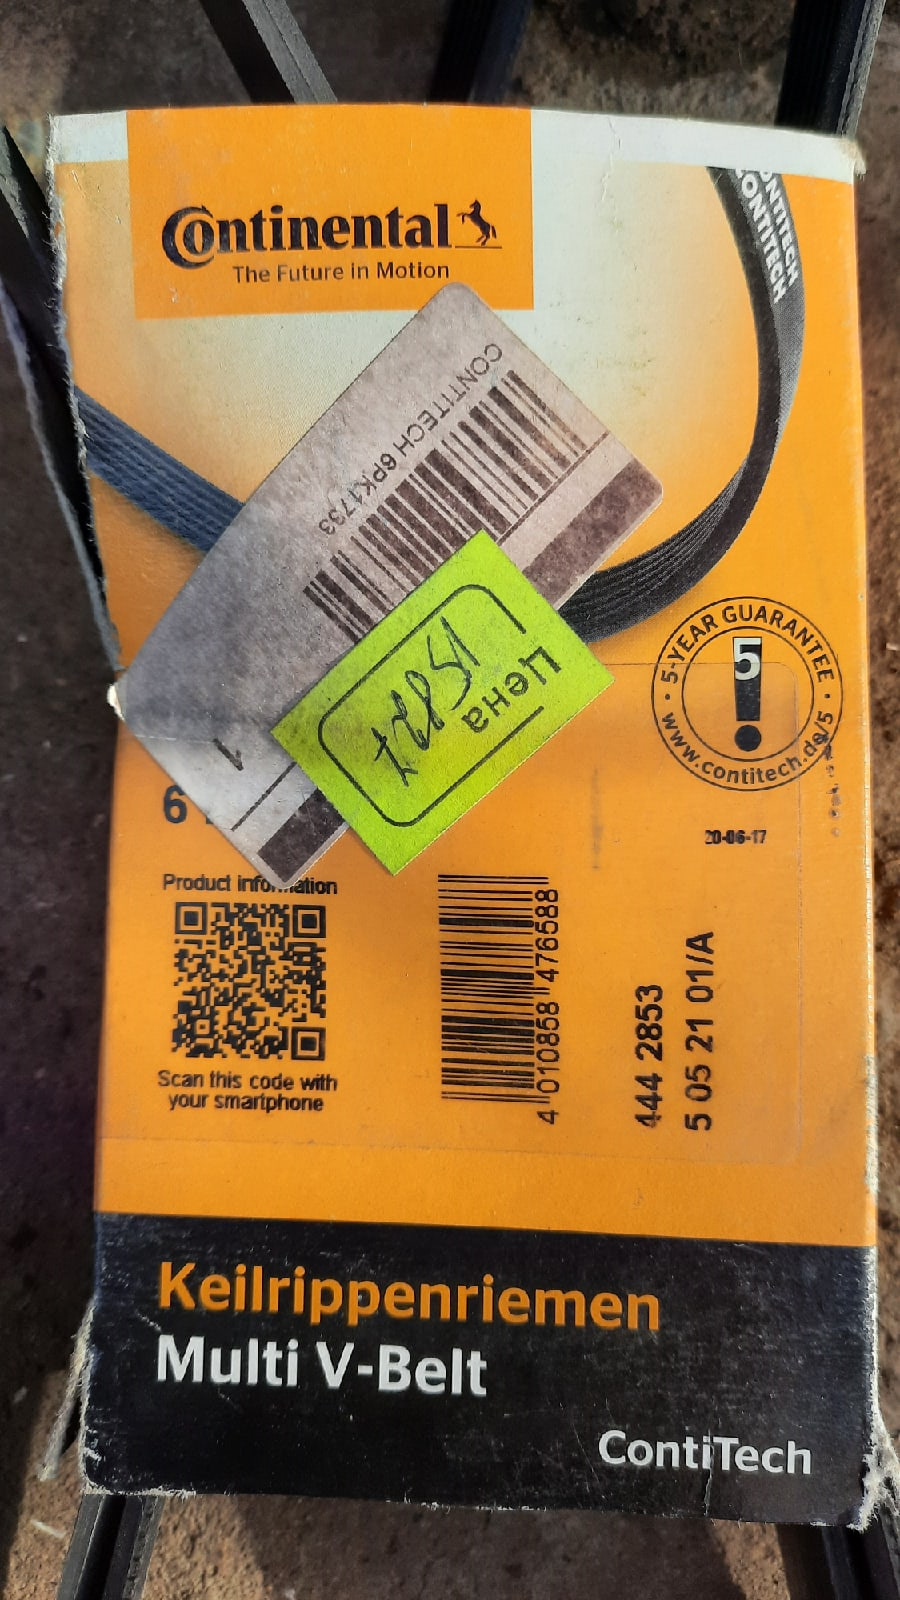 Continental
The Future in Motion
CONTITECH
CONTITECH
CONTITECH 6PK1733
Цена
1
5-YEAR GUARANTEE
5
www.contitech.de/5
20-06-17
6
Product information
Scan this code with
your smartphone
4 010858 476588
444 2853
5 05 21 01/A
Keilrippenriemen
Multi V-Belt
ContiTech